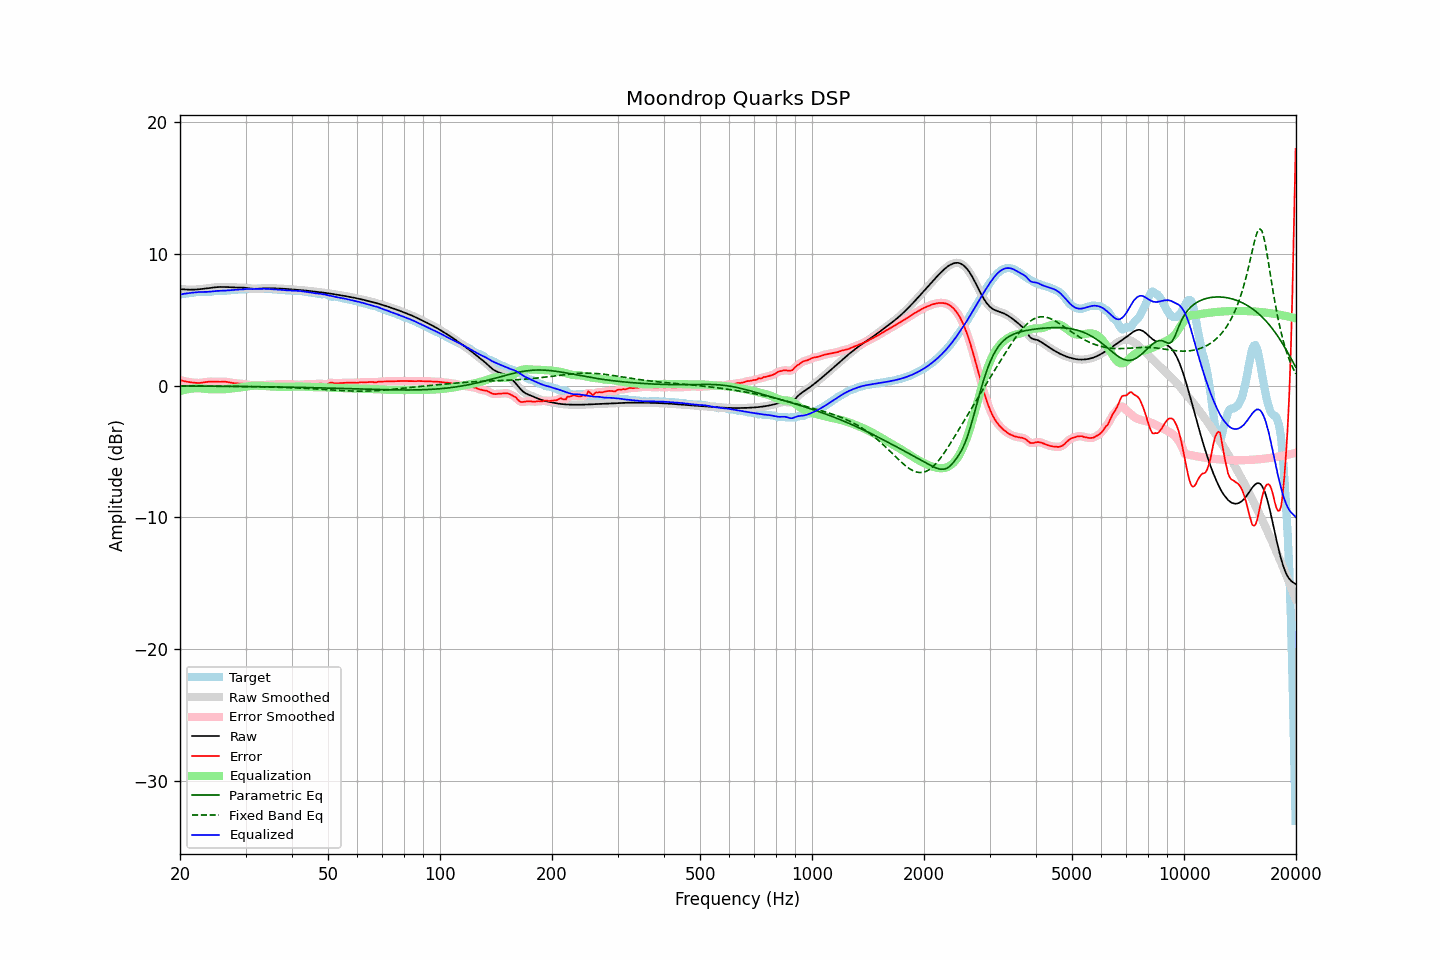 Moondrop Quarks DSP
Amplitude (dBr)
20
10
0
−10
−20
−30
Target
Raw Smoothed
Error Smoothed
Raw
Error
Equalization
Parametric Eq
Fixed Band Eq
Equalized
20 50 100 200 500 1000 2000 5000 10000 20000
Frequency (Hz)